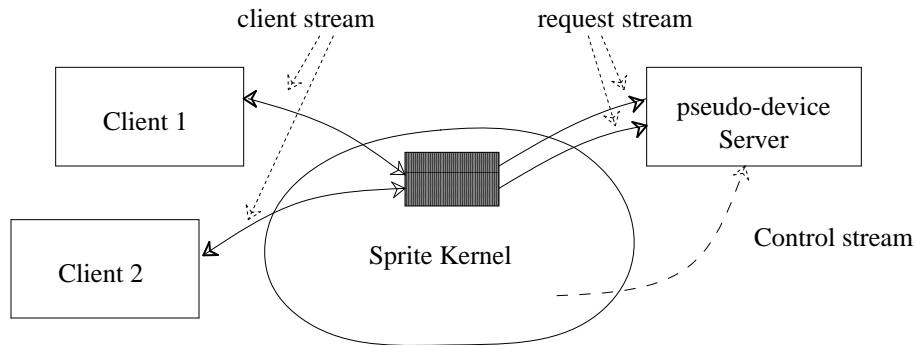 client stream
request stream
Client 1
pseudo-device
Server
Client 2
Sprite Kernel
Control stream